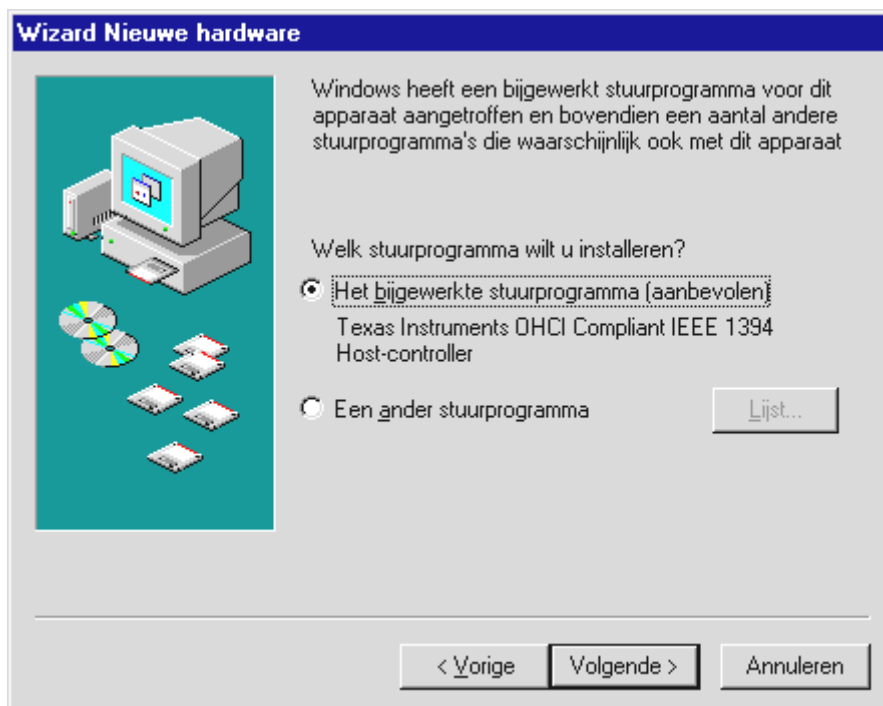 Wizard Nieuwe hardware
Windows heeft een bijgewerkt stuurprogramma voor dit
apparaat aangetroffen en bovendien een aantal andere
stuurprogramma's die waarschijnlijk ook met dit apparaat
Welk stuurprogramma wilt u installeren?
Het bijgewerkte stuurprogramma (aanbevolen)
Texas Instruments OHCI Compliant IEEE 1394
Host-controller
Een ander stuurprogramma
Lijst...
< Vorige
Volgende >
Annuleren